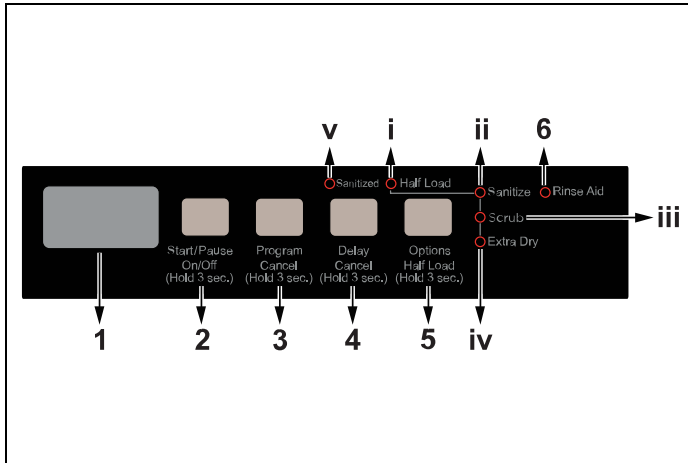 v i ii 6
Sanitized Half Load Sanitize Rinse Aid
Scrub iii
Extra Dry
Start/Pause
On/Off
(Hold 3 sec.)
Program
Cancel
(Hold 3 sec.)
Delay
Cancel
(Hold 3 sec.)
Options
Half Load
(Hold 3 sec.)
1 2 3 4 5 iv